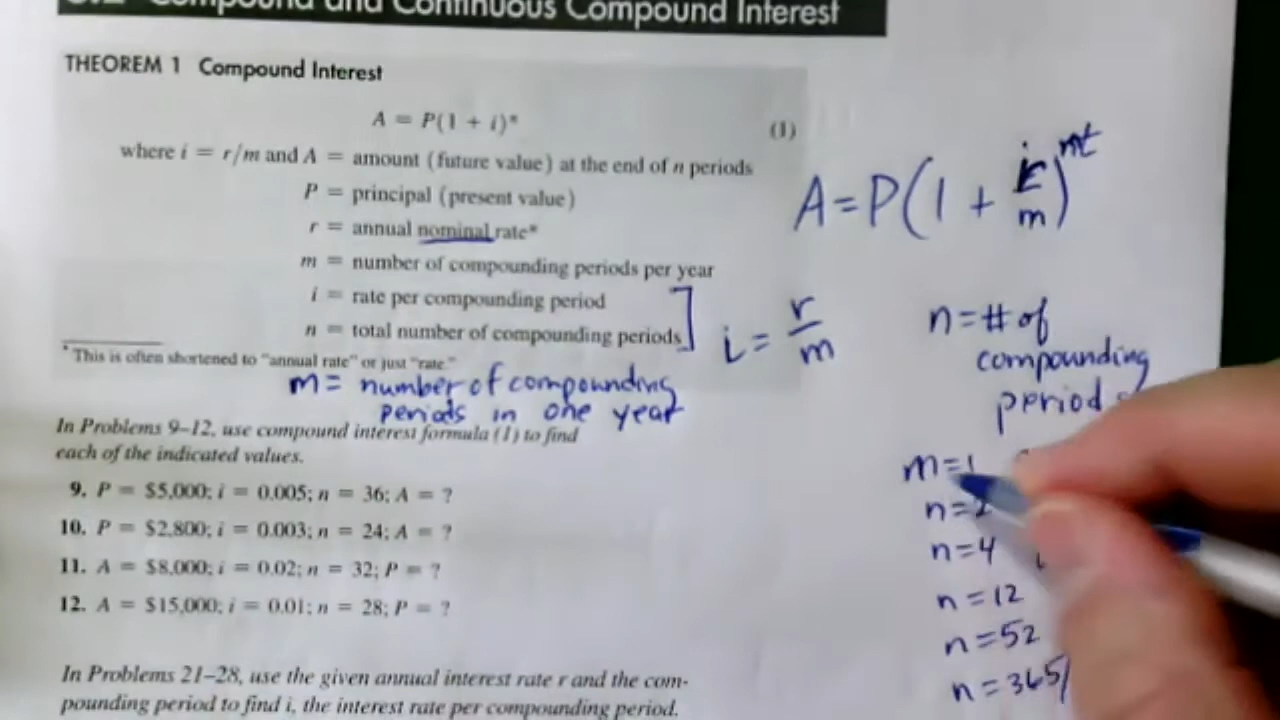 Compound and Continuous Compound Interest
THEOREM 1 Compound Interest
A = P(1 + i)ⁿ
(1)
where i = r/m and A = amount (future value) at the end of n periods
P = principal (present value)
r = annual nominal rate*
m = number of compounding periods per year
i = rate per compounding period
n = total number of compounding periods
* This is often shortened to "annual rate" or just "rate."
m = number of compounding
periods in one year
In Problems 9–12, use compound interest formula (1) to find
each of the indicated values.
9. P = $5,000; i = 0.005; n = 36; A = ?
10. P = $2,800; i = 0.003; n = 24; A = ?
11. A = $8,000; i = 0.02; n = 32; P = ?
12. A = $15,000; i = 0.01; n = 28; P = ?
In Problems 21–28, use the given annual interest rate r and the com-
pounding period to find i, the interest rate per compounding period.
A = P(1 + r/m)^mt
i = r/m
n = # of
compounding
period
m = 1
n = 2
n = 4
n = 12
n = 52
n = 365/